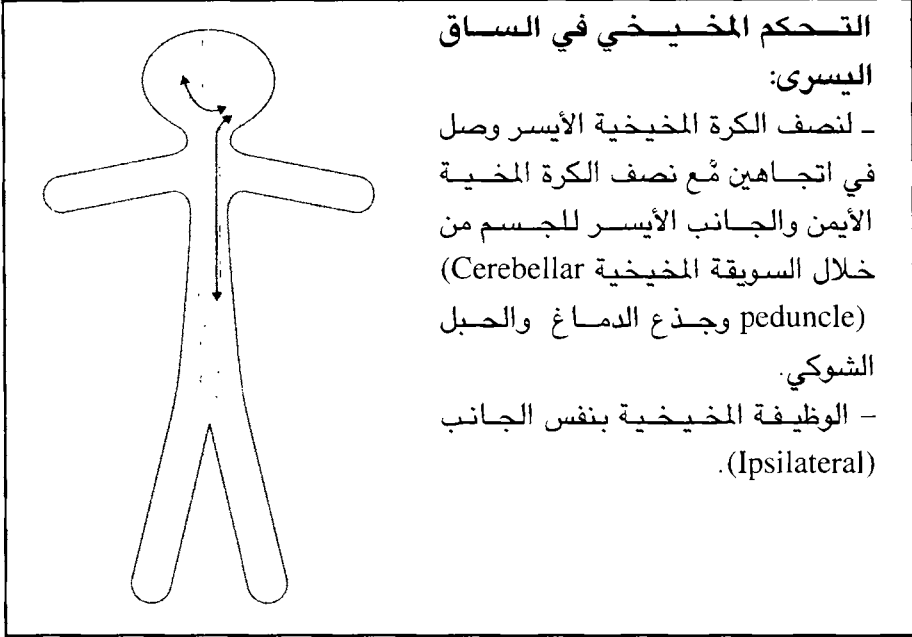 التحكم المخيخي في الساق
اليسرى:
ـ لنصف الكرة المخيخية الأيسر وصل
في اتجاهين مَّع نصف الكرة المخية
الأيمن والجانب الأيسر للجسم من
خلال السويقة المخيخية Cerebellar)
(peduncle وجذع الدماغ والحبل
الشوكي.
– الوظيفة المخيخية بنفس الجانب
(Ipsilateral).